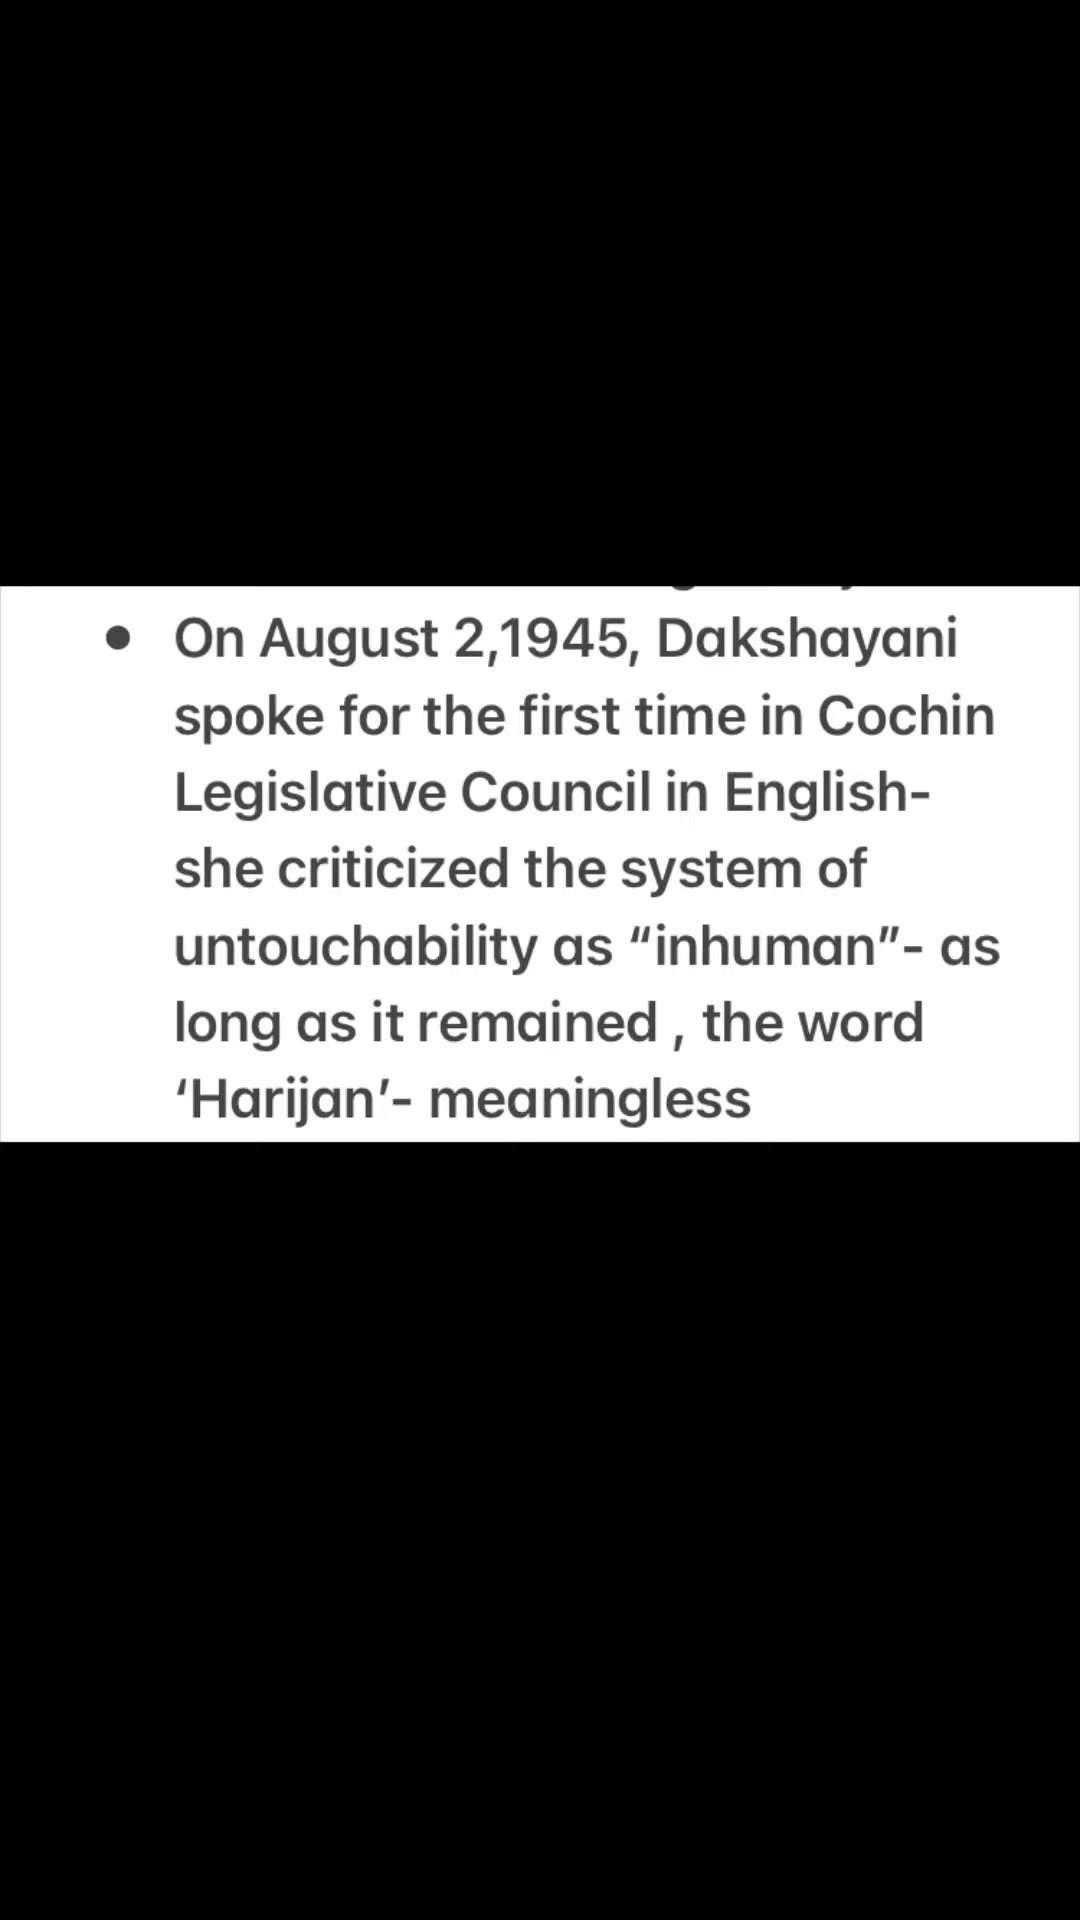 • On August 2,1945, Dakshayani
spoke for the first time in Cochin
Legislative Council in English-
she criticized the system of
untouchability as “inhuman”- as
long as it remained , the word
‘Harijan’- meaningless